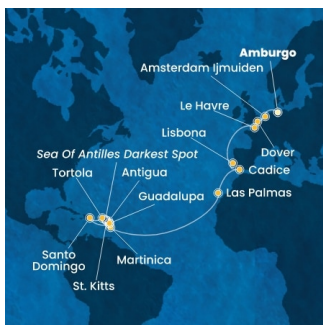 Amburgo
Amsterdam Ijmuiden
Le Havre
Dover
Lisbona
Cadice
Sea Of Antilles Darkest Spot
Tortola
Antigua
Guadalupa
Las Palmas
Santo
Domingo
Martinica
St. Kitts